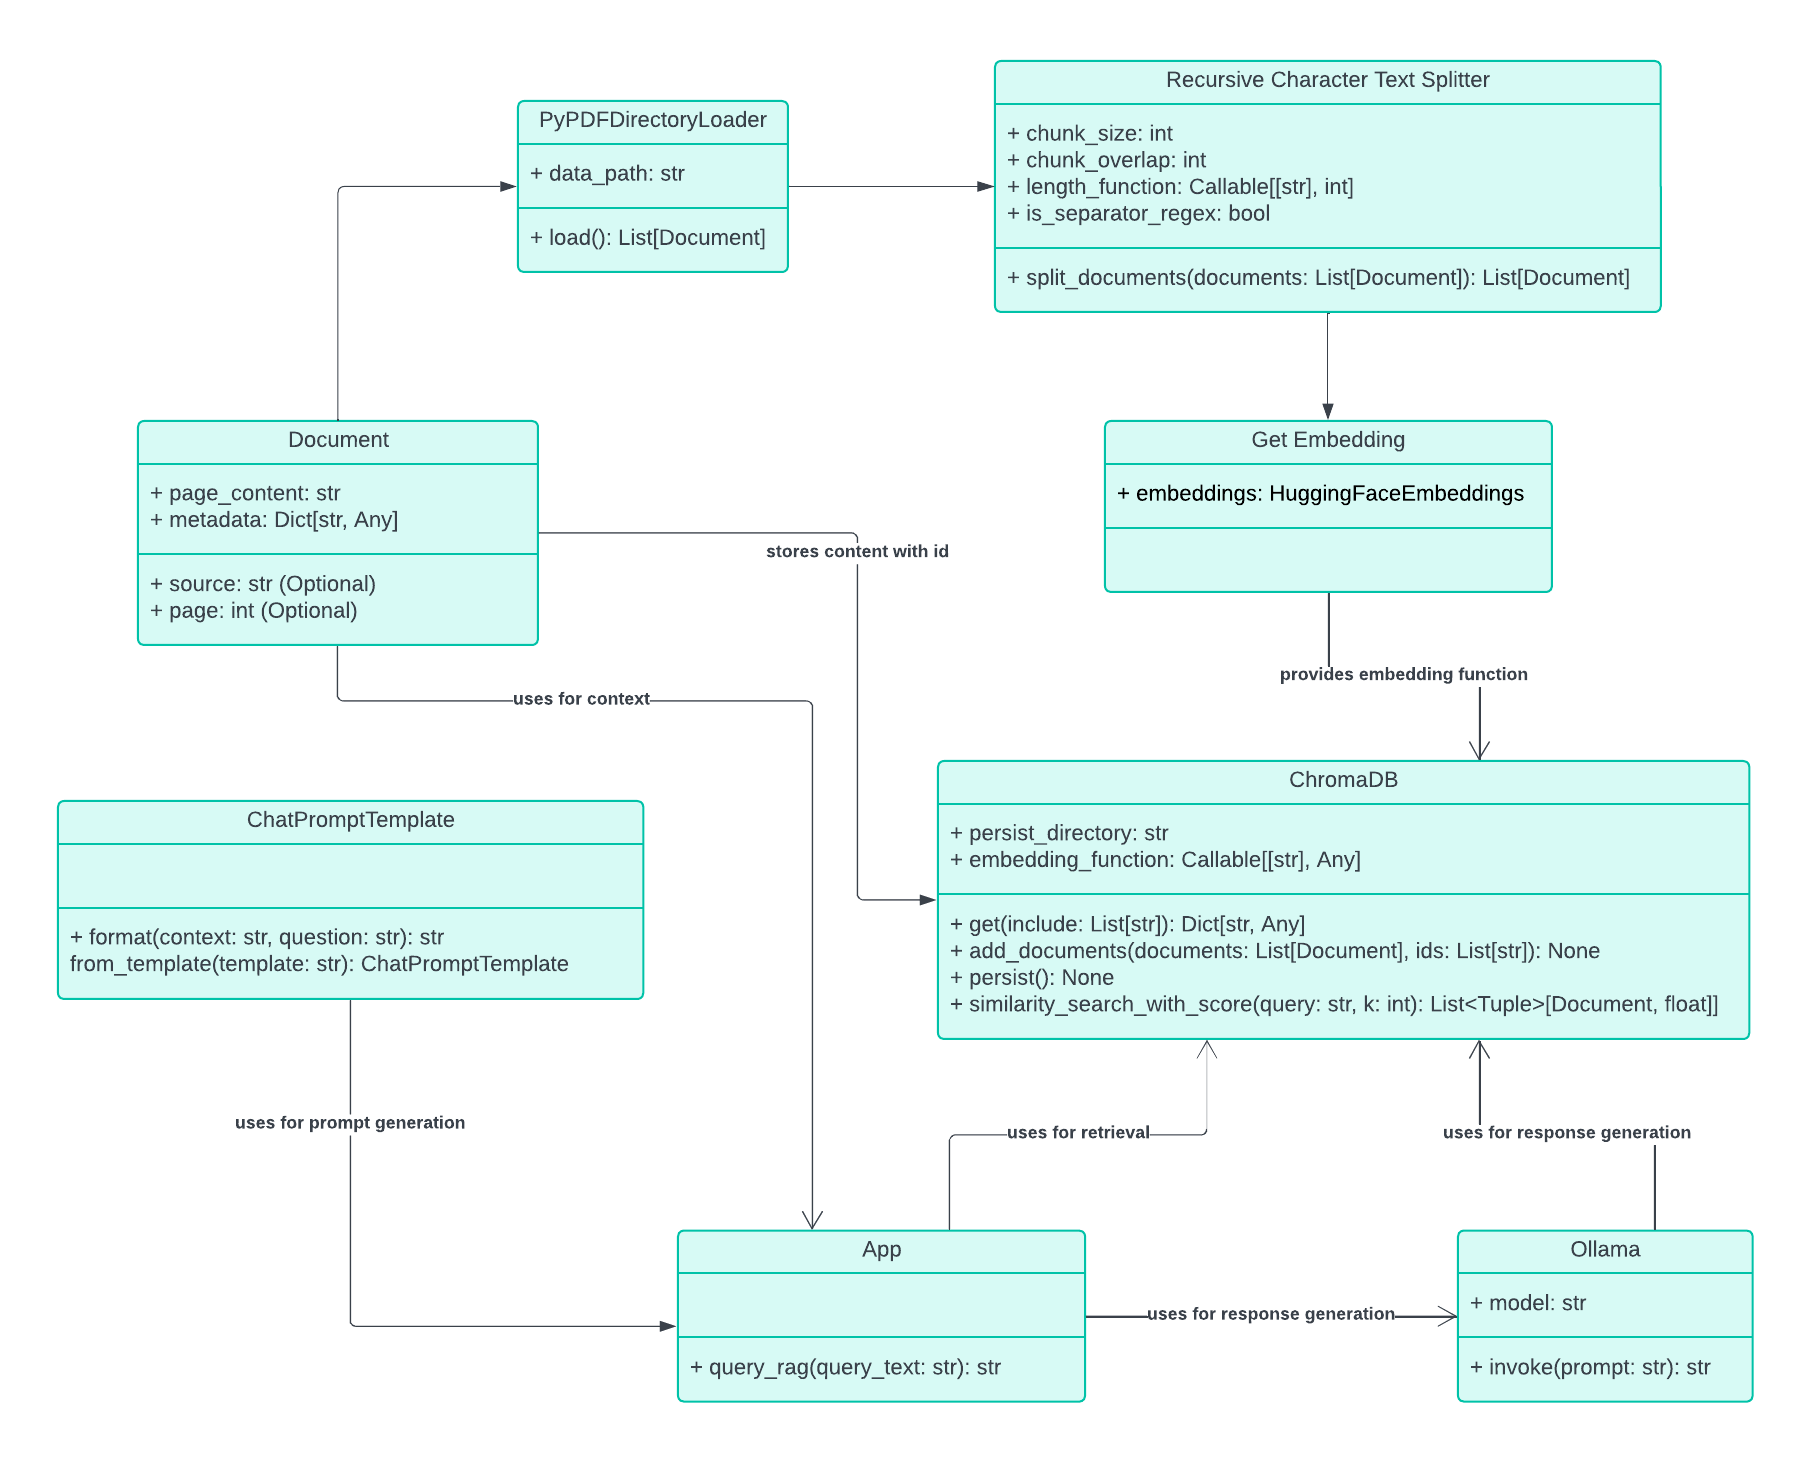 PyPDFDirectoryLoader
+ data_path: str
+ load(): List[Document]
Recursive Character Text Splitter
+ chunk_size: int
+ chunk_overlap: int
+ length_function: Callable[[str], int]
+ is_separator_regex: bool
+ split_documents(documents: List[Document]): List[Document]
Document
+ page_content: str
+ metadata: Dict[str, Any]
+ source: str (Optional)
+ page: int (Optional)
Get Embedding
+ embeddings: HuggingFaceEmbeddings
stores content with id
provides embedding function
uses for context
ChatPromptTemplate
+ format(context: str, question: str): str
from_template(template: str): ChatPromptTemplate
ChromaDB
+ persist_directory: str
+ embedding_function: Callable[[str], Any]
+ get(include: List[str]): Dict[str, Any]
+ add_documents(documents: List[Document], ids: List[str]): None
+ persist(): None
+ similarity_search_with_score(query: str, k: int): List<Tuple>[Document, float]]
uses for prompt generation
uses for retrieval
uses for response generation
App
+ query_rag(query_text: str): str
uses for response generation
Ollama
+ model: str
+ invoke(prompt: str): str